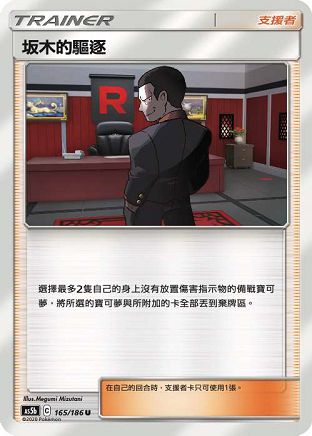 TRAINER
支援者
坂木的驅逐
R
選擇最多2隻自己的身上沒有放置傷害指示物的備戰寶可
夢，將所選的寶可夢與所附加的卡全部丟到棄牌區。
Illus.Megumi Mizutani
AS5b C 165/186 U
©2020 Pokémon
在自己的回合時，支援者卡只可使用1張。